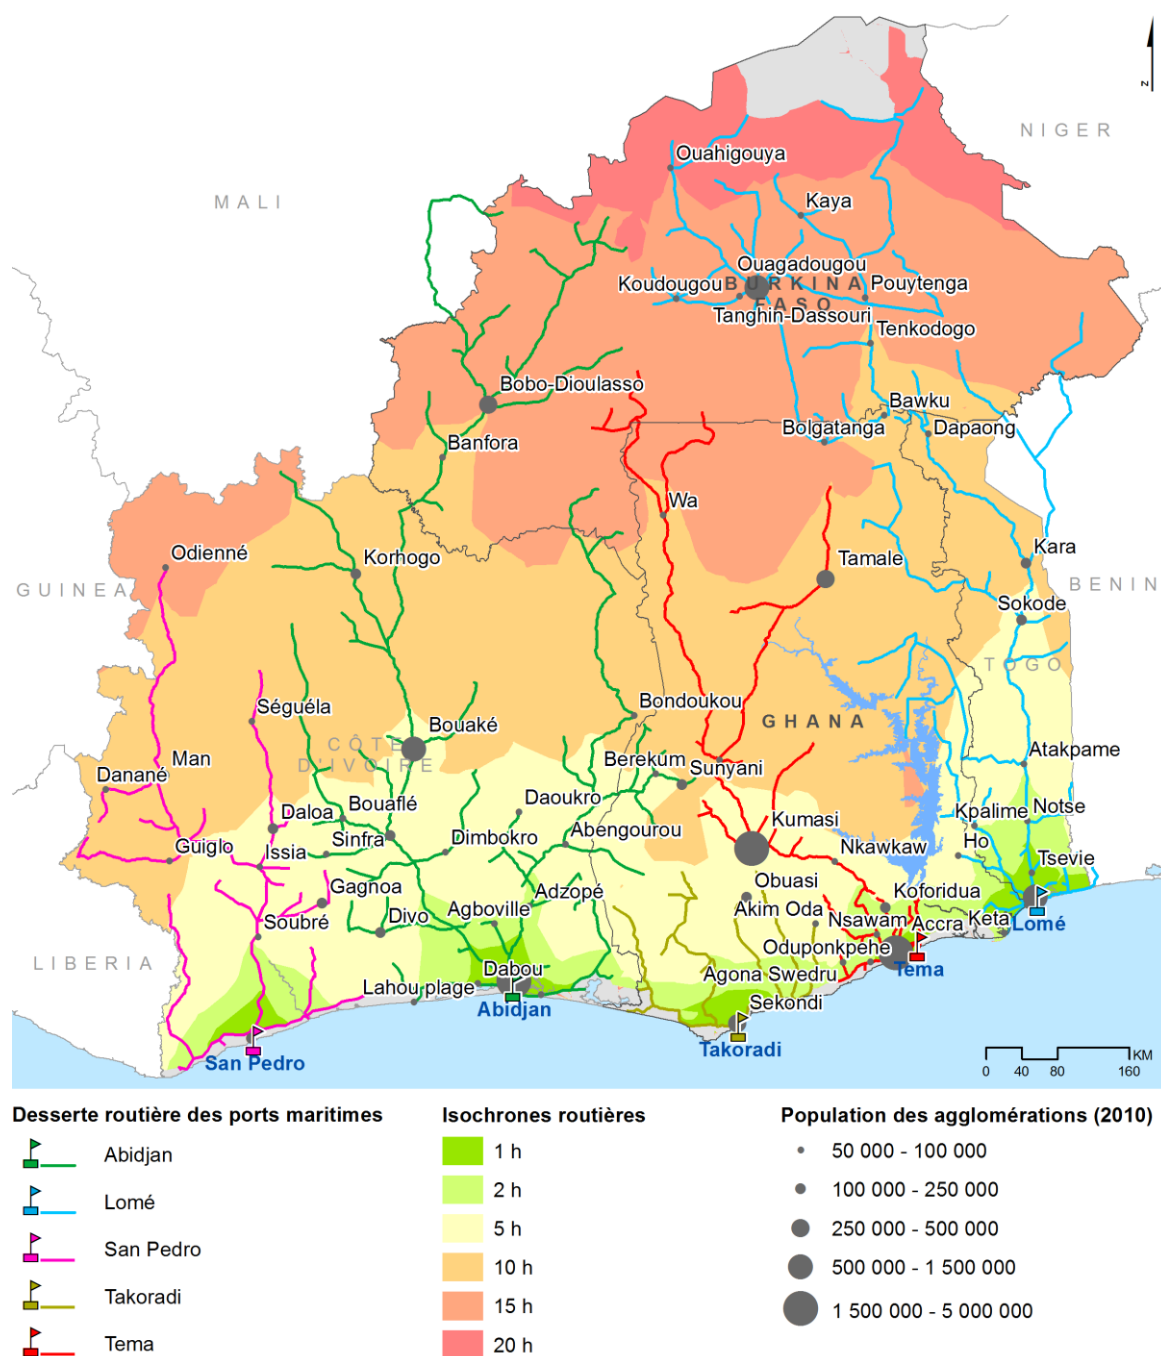 N
NIGER
MALI
Ouahigouya
Kaya
Ouagadougou
BURKINA
FASO
Koudougou
Pouytenga
Tanghin-Dassouri
Tenkodogo
Bobo-Dioulasso
Bawku
Bolgatanga
Dapaong
Banfora
Wa
Odienné
Korhogo
Tamale
Kara
GUINEA
BENIN
Sokode
TOGO
Séguéla
Bondoukou
GHANA
Bouaké
CÔTE
D'IVOIRE
Man
Berekum
Sunyani
Atakpame
Danané
Daloa
Bouaflé
Daoukro
Kpalime
Notse
Sinfra
Dimbokro
Abengourou
Kumasi
Guiglo
Issia
Nkawkaw
Ho
Tsevie
Gagnoa
Adzopé
Obuasi
Koforidua
Soubré
Divo
Agboville
Akim Oda
Nsawam
Accra
Keta
Lomé
LIBERIA
Dabou
Oduponkpehe
Lahou plage
Agona Swedru
Tema
Abidjan
Sekondi
San Pedro
Takoradi
KM
0 40 80 160
Desserte routière des ports maritimes
Abidjan
Lomé
San Pedro
Takoradi
Tema
Isochrones routières
1 h
2 h
5 h
10 h
15 h
20 h
Population des agglomérations (2010)
50 000 - 100 000
100 000 - 250 000
250 000 - 500 000
500 000 - 1 500 000
1 500 000 - 5 000 000